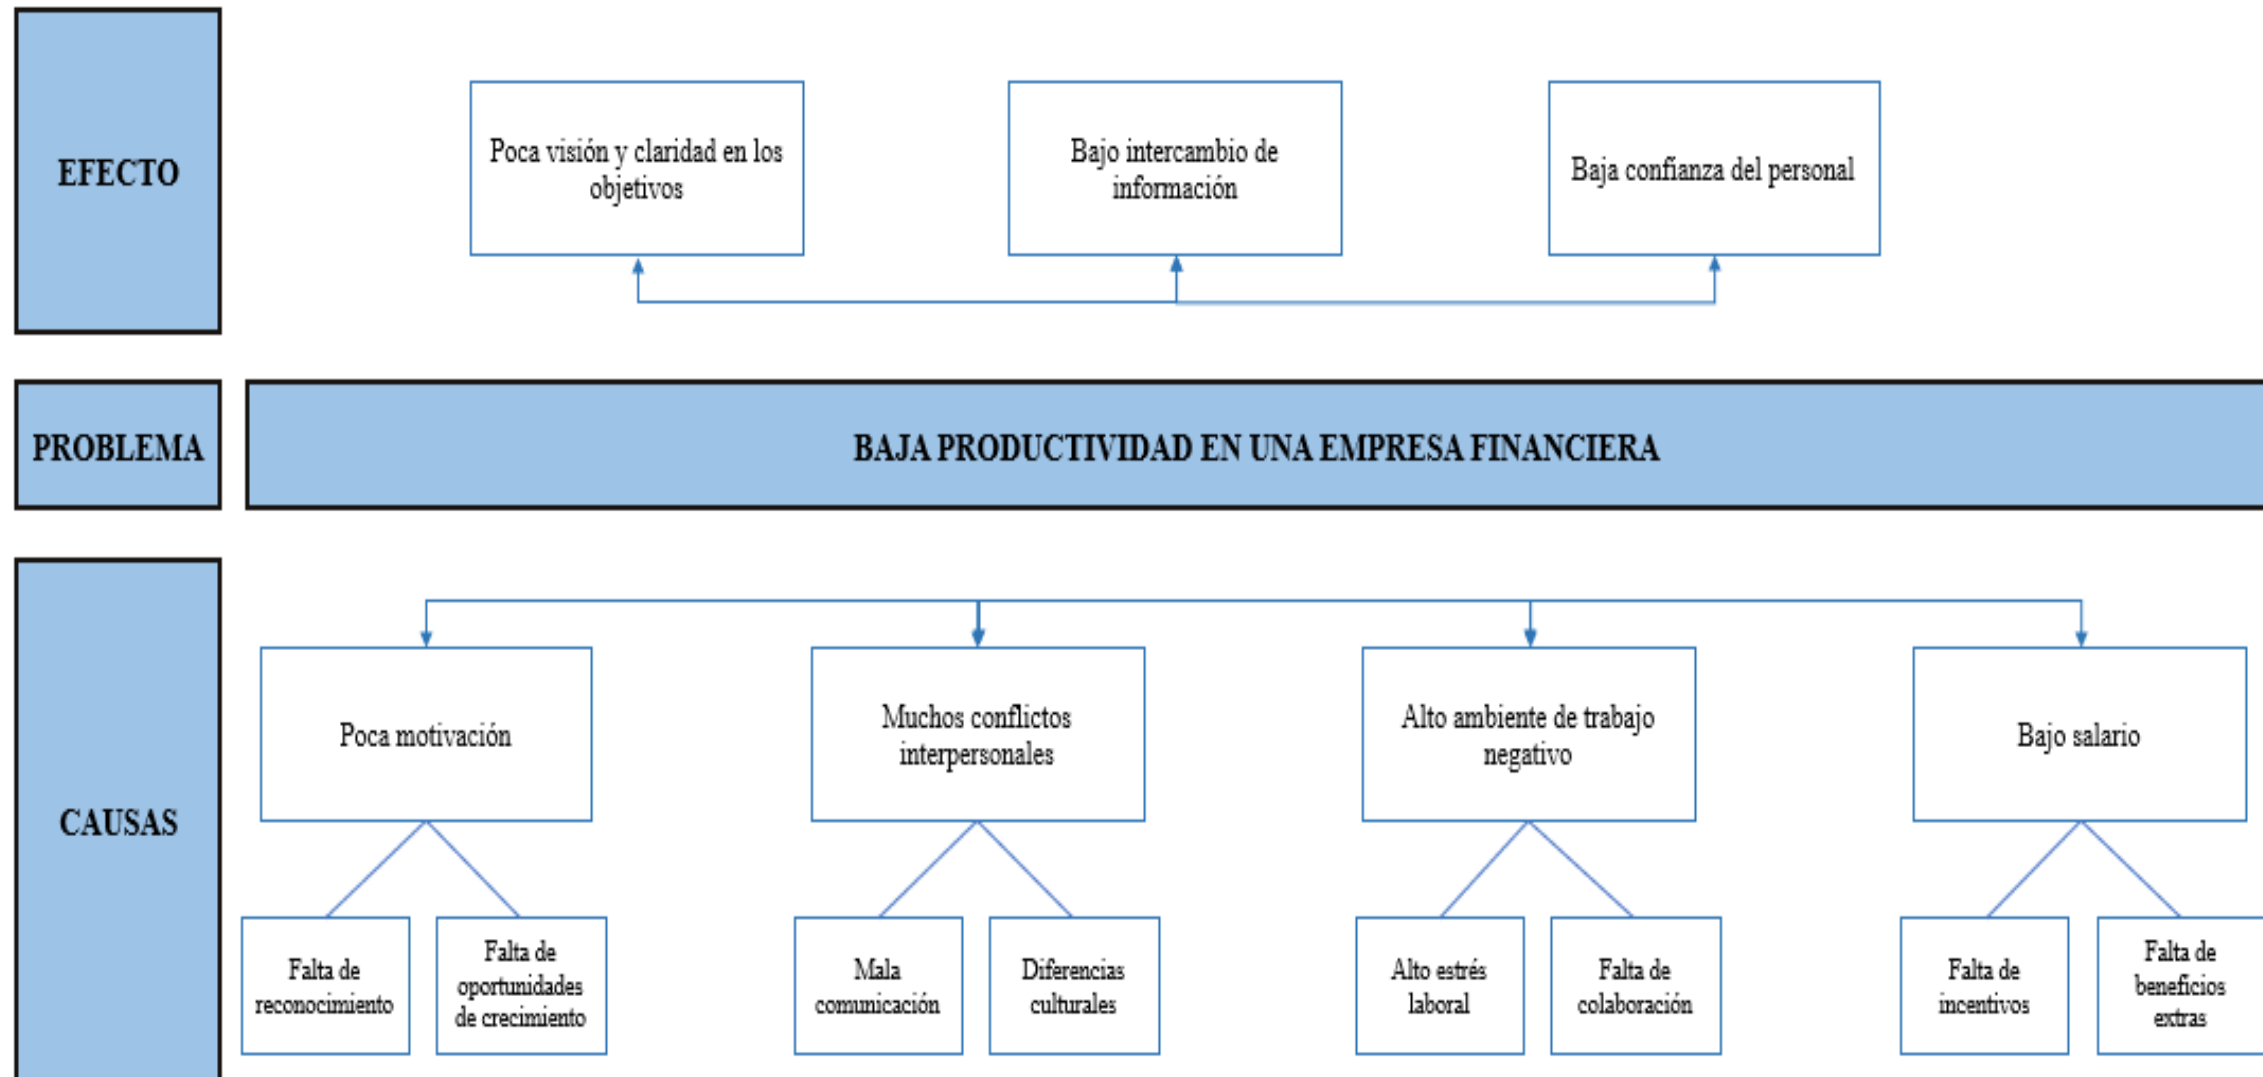 EFECTO
Poca visión y claridad en los
objetivos
Bajo intercambio de
información
Baja confianza del personal
PROBLEMA
BAJA PRODUCTIVIDAD EN UNA EMPRESA FINANCIERA
CAUSAS
Poca motivación
Muchos conflictos
interpersonales
Alto ambiente de trabajo
negativo
Bajo salario
Falta de
reconocimiento
Falta de
oportunidades
de crecimiento
Mala
comunicación
Diferencias
culturales
Alto estrés
laboral
Falta de
colaboración
Falta de
incentivos
Falta de
beneficios
extras